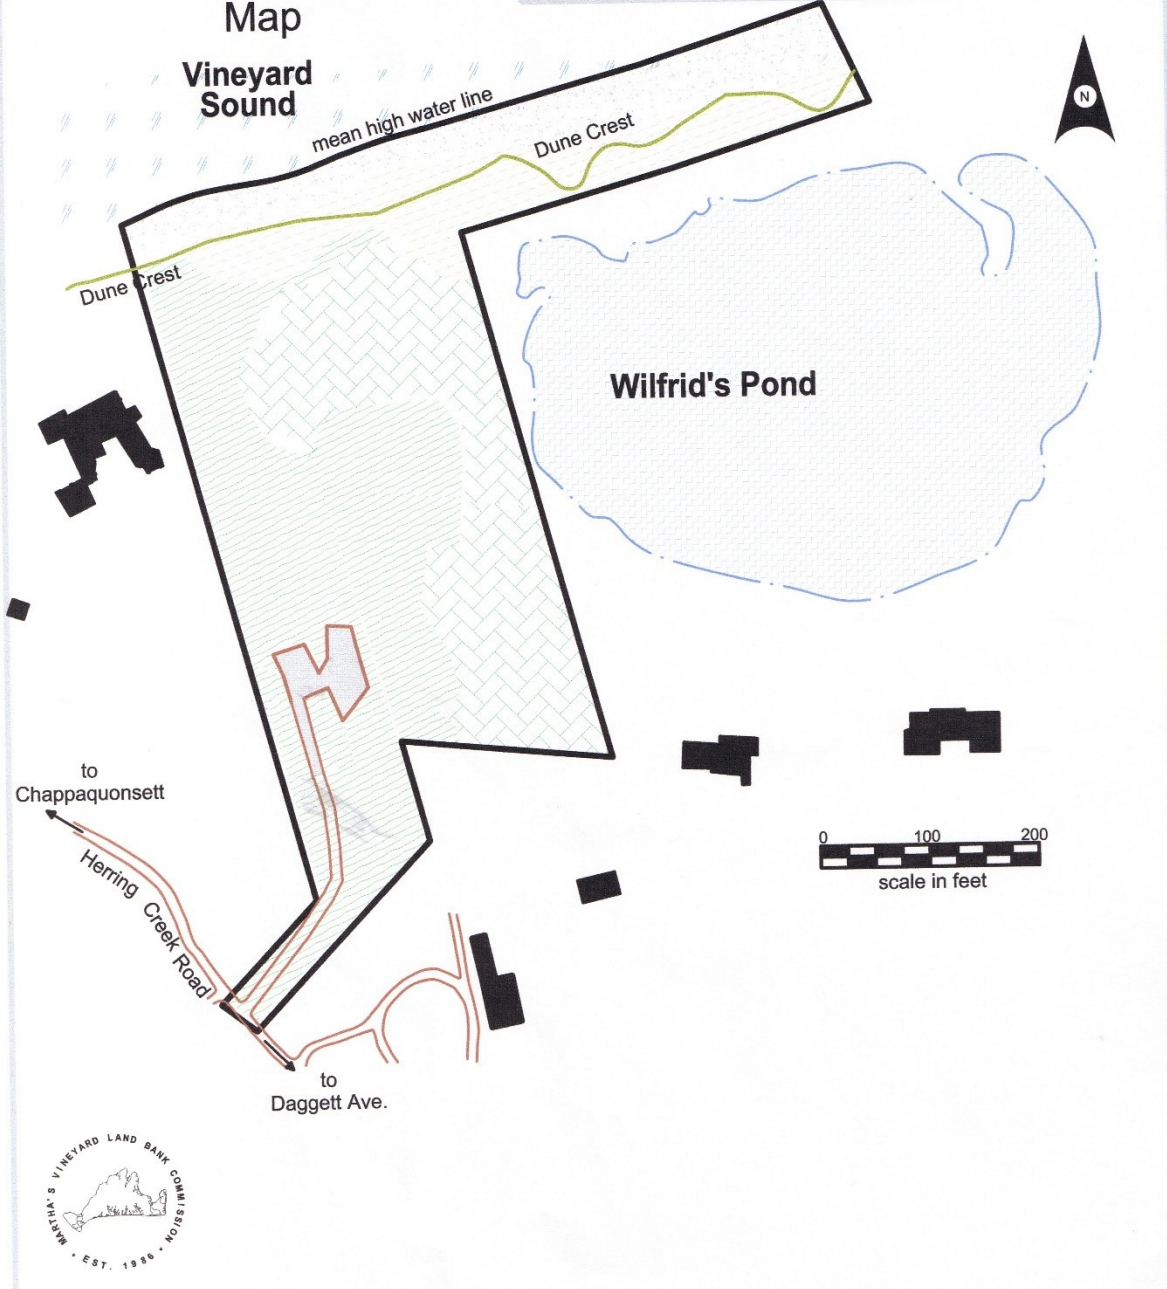 Map
Vineyard
Sound
mean high water line
Dune Crest
N
Dune Crest
Wilfrid's Pond
to
Chappaquonsett
Herring Creek Road
0 100 200
scale in feet
to
Daggett Ave.
MARTHA'S VINEYARD LAND BANK COMMISSION
• EST. 1986 •